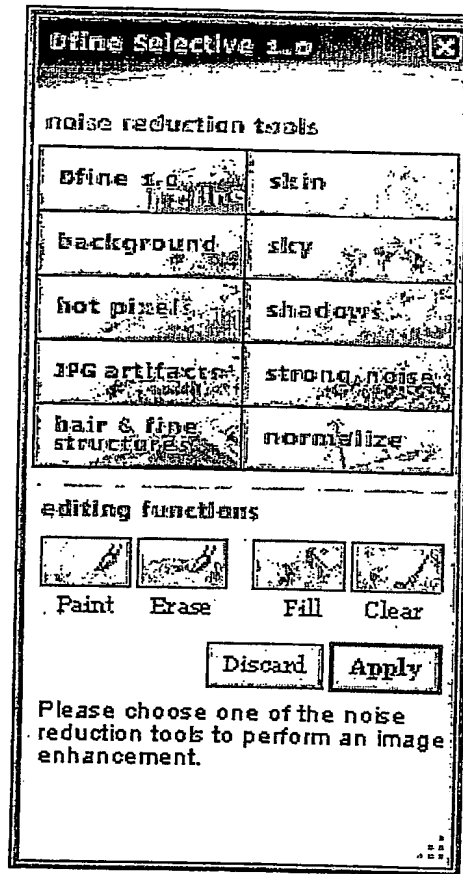 Dfine Selective 1.0
noise reduction tools
Dfine 1.0
skin
background
sky
hot pixels
shadows
JPG artifacts
strong noise
hair & fine
structures
normalize
editing functions
Paint
Erase
Fill
Clear
Discard
Apply
Please choose one of the noise
reduction tools to perform an image
enhancement.